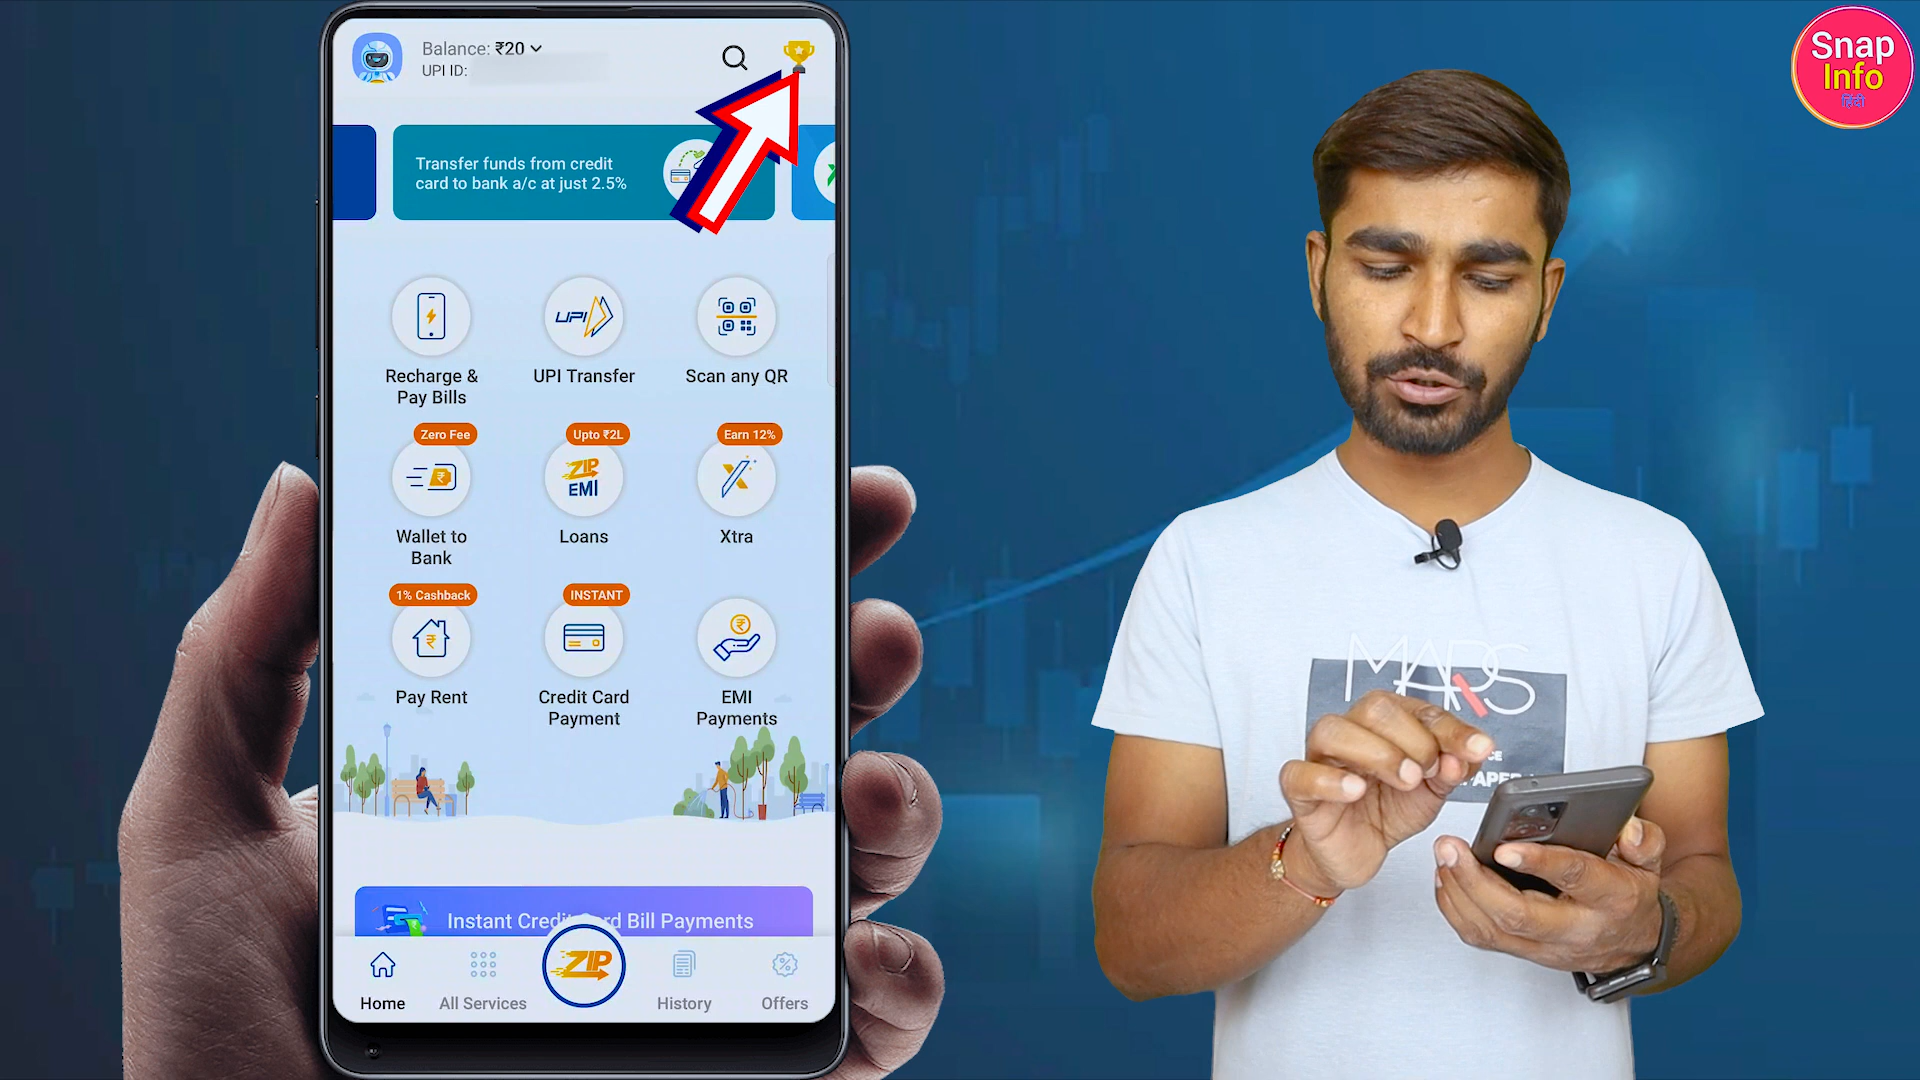 Balance: ₹20
UPI ID:
Snap
Info
हिंदी
Transfer funds from credit
card to bank a/c at just 2.5%
UPI
Recharge &
Pay Bills
UPI Transfer
Scan any QR
Zero Fee
Upto ₹2L
Earn 12%
ZIP
EMI
Wallet to
Bank
Loans
Xtra
1% Cashback
INSTANT
Pay Rent
Credit Card
Payment
EMI
Payments
MARS
Instant Credit Card Bill Payments
ZIP
Home
All Services
History
Offers